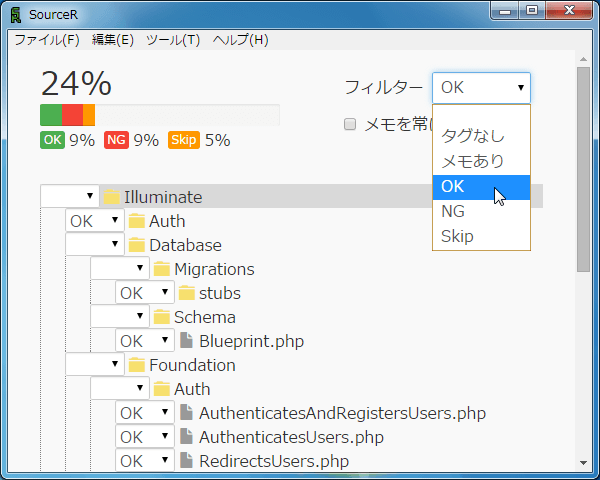 SourceR
ファイル(F) 編集(E) ツール(T) ヘルプ(H)
24%
フィルター OK
メモを常に
OK 9% NG 9% Skip 5%
タグなし
メモあり
OK
NG
Skip
Illuminate
OK Auth
Database
Migrations
OK stubs
Schema
OK Blueprint.php
Foundation
Auth
OK AuthenticatesAndRegistersUsers.php
OK AuthenticatesUsers.php
OK RedirectsUsers.php